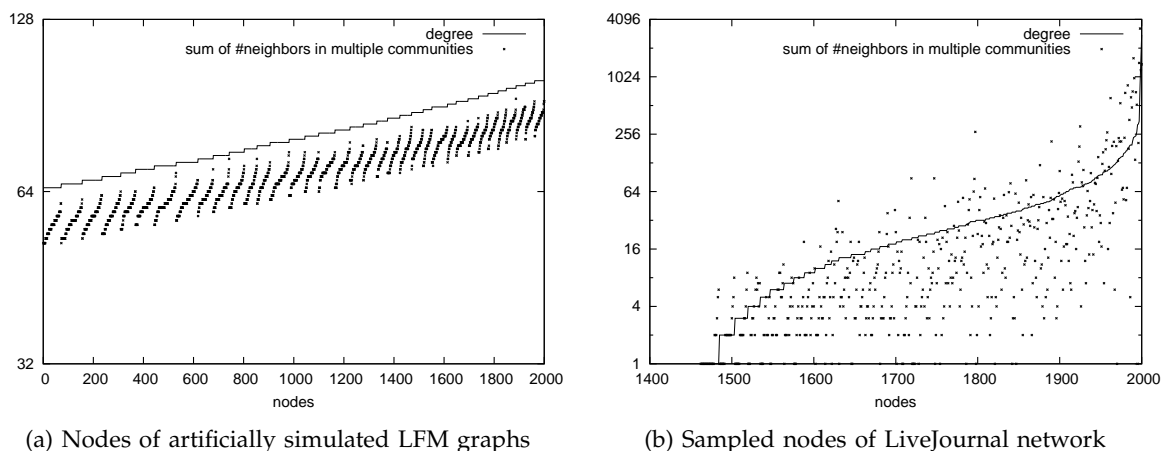 128
64
32
0 200 400 600 800 1000 1200 1400 1600 1800 2000
nodes
degree
sum of #neighbors in multiple communities
(a) Nodes of artificially simulated LFM graphs
4096
1024
256
64
16
4
1
1400 1500 1600 1700 1800 1900 2000
nodes
degree
sum of #neighbors in multiple communities
(b) Sampled nodes of LiveJournal network